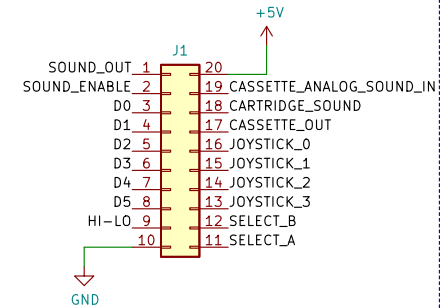 +5V
J1
SOUND_OUT 1 20
SOUND_ENABLE 2 19 CASSETTE_ANALOG_SOUND_IN
D0 3 18 CARTRIDGE_SOUND
D1 4 17 CASSETTE_OUT
D2 5 16 JOYSTICK_0
D3 6 15 JOYSTICK_1
D4 7 14 JOYSTICK_2
D5 8 13 JOYSTICK_3
HI-LO 9 12 SELECT_B
10 11 SELECT_A
GND